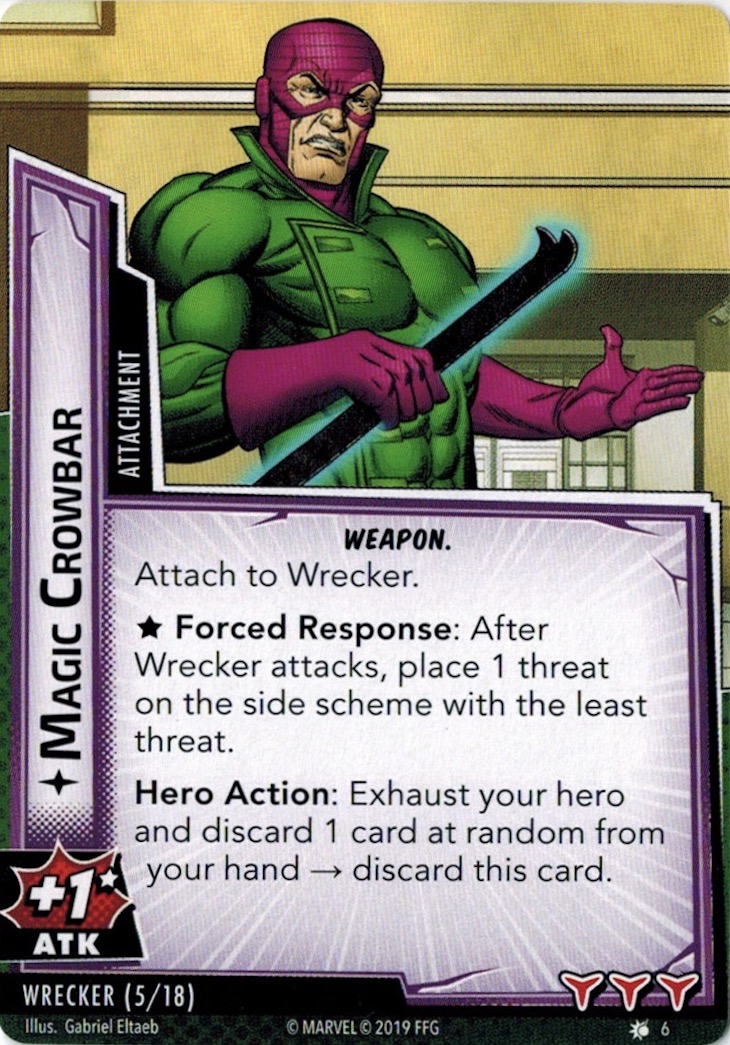 WEAPON.
Attach to Wrecker.
★ Forced Response: After
Wrecker attacks, place 1 threat
on the side scheme with the least
threat.
Hero Action: Exhaust your hero
and discard 1 card at random from
your hand → discard this card.
ATTACHMENT
MAGIC CROWBAR
+1★
ATK
WRECKER (5/18)
Illus. Gabriel Eltaeb
© MARVEL © 2019 FFG
6